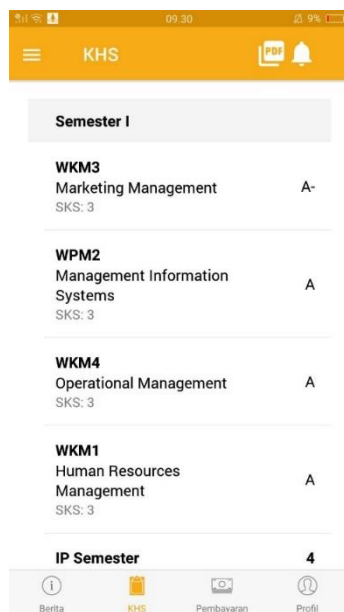 09.30
9%
KHS
PDF
Semester I
WKM3
Marketing Management
A-
SKS: 3
WPM2
Management Information
Systems
A
SKS: 3
WKM4
Operational Management
A
SKS: 3
WKM1
Human Resources
Management
A
SKS: 3
IP Semester
4
Berita
KHS
Pembayaran
Profil